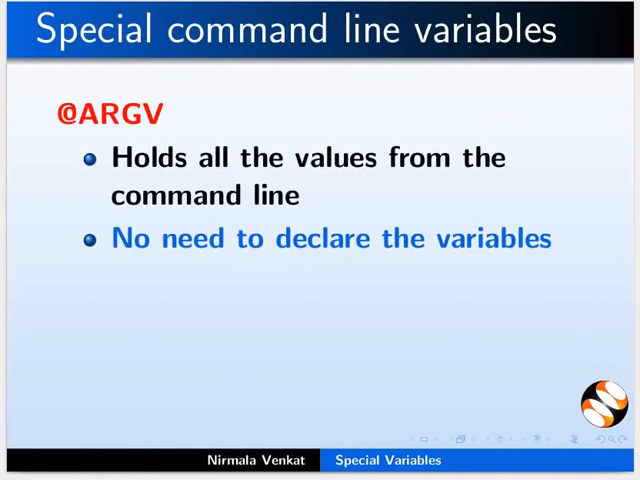 Special command line variables
@ARGV
Holds all the values from the
command line
No need to declare the variables
Nirmala Venkat Special Variables